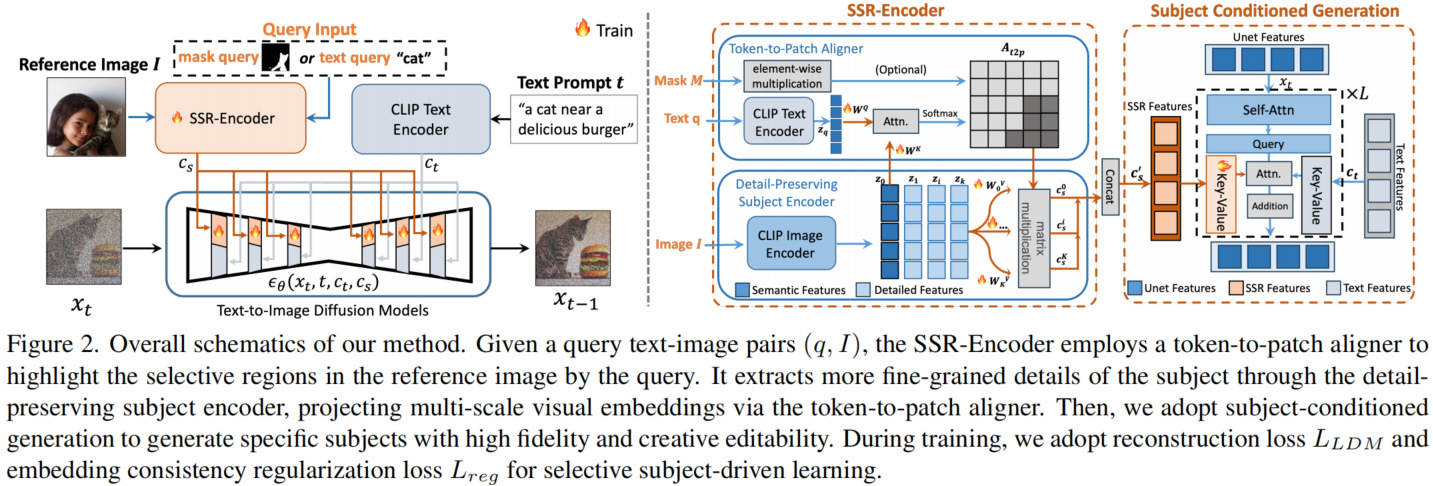 Query Input
mask query or text query “cat”
Reference Image I
Train
SSR-Encoder
CLIP Text
Encoder
Text Prompt t
“a cat near a
delicious burger”
c_s
c_t
x_t
ϵ_θ(x_t, t, c_t, c_s)
x_{t−1}
Text-to-Image Diffusion Models
SSR-Encoder
Token-to-Patch Aligner
A_{t2p}
Mask M
element-wise
multiplication
(Optional)
Text q
CLIP Text
Encoder
z_q
W^Q
Attn.
Softmax
W^K
Detail-Preserving
Subject Encoder
z_0 z_1 z_i z_k
Image I
CLIP Image
Encoder
W_0^V
...
W_K^V
matrix
multiplication
c_s^0
c_s^i
c_s^K
Concat
Semantic Features
Detailed Features
Subject Conditioned Generation
Unet Features
x_t
×L
SSR Features
Self-Attn
Query
c_s′
Key-Value
Attn.
Key-Value
c_t
Text Features
Addition
Unet Features
SSR Features
Text Features
Figure 2. Overall schematics of our method. Given a query text-image pairs (q, I), the SSR-Encoder employs a token-to-patch aligner to
highlight the selective regions in the reference image by the query. It extracts more fine-grained details of the subject through the detail-
preserving subject encoder, projecting multi-scale visual embeddings via the token-to-patch aligner. Then, we adopt subject-conditioned
generation to generate specific subjects with high fidelity and creative editability. During training, we adopt reconstruction loss L_{LDM} and
embedding consistency regularization loss L_{reg} for selective subject-driven learning.